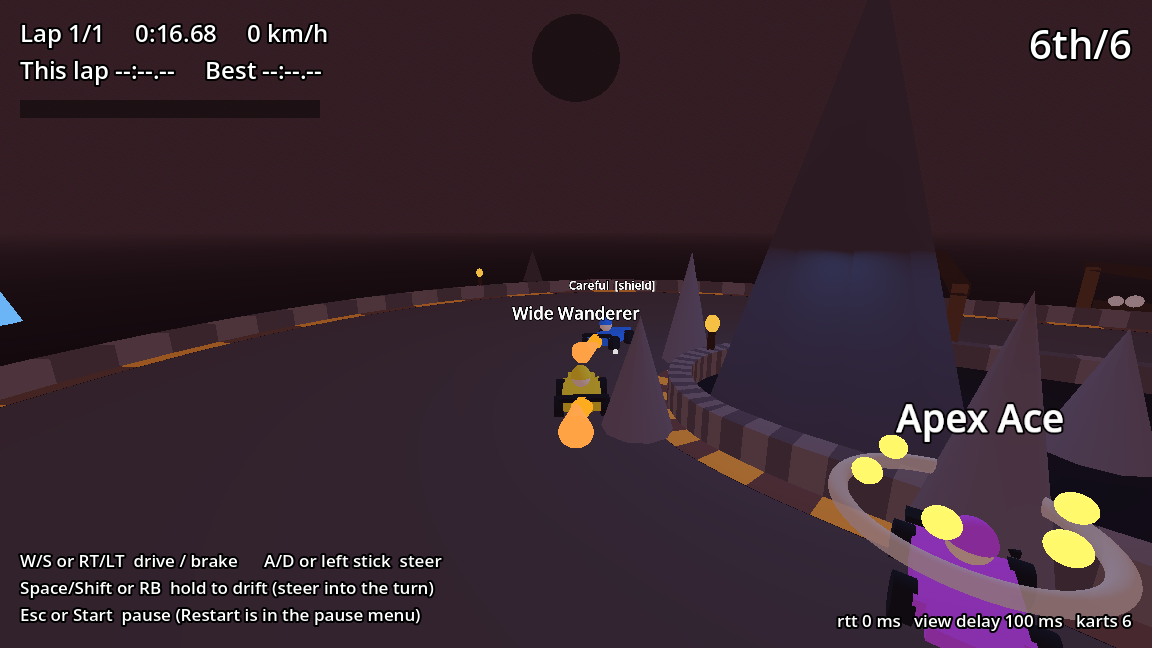 Lap 1/1 0:16.68 0 km/h
6th/6
This lap --:--.-- Best --:--.--
Careful [shield]
Wide Wanderer
Apex Ace
W/S or RT/LT drive / brake A/D or left stick steer
Space/Shift or RB hold to drift (steer into the turn)
Esc or Start pause (Restart is in the pause menu)
rtt 0 ms view delay 100 ms karts 6